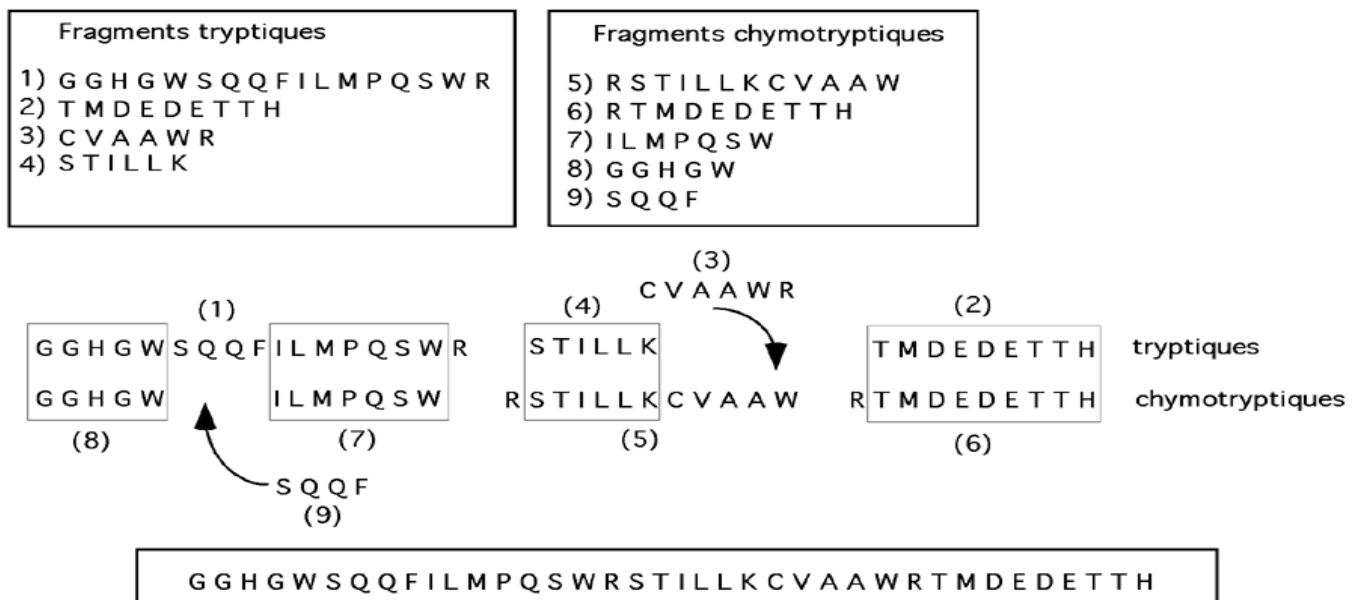 Fragments tryptiques
1) G G H G W S Q Q F I L M P Q S W R
2) T M D E D E T T H
3) C V A A W R
4) S T I L L K
Fragments chymotryptiques
5) R S T I L L K C V A A W
6) R T M D E D E T T H
7) I L M P Q S W
8) G G H G W
9) S Q Q F
(3)
C V A A W R
(1)
(4)
(2)
G G H G W S Q Q F I L M P Q S W R
S T I L L K
T M D E D E T T H
tryptiques
G G H G W
I L M P Q S W
R S T I L L K C V A A W
R T M D E D E T T H
chymotryptiques
(8)
(7)
(5)
(6)
S Q Q F
(9)
G G H G W S Q Q F I L M P Q S W R S T I L L K C V A A W R T M D E D E T T H